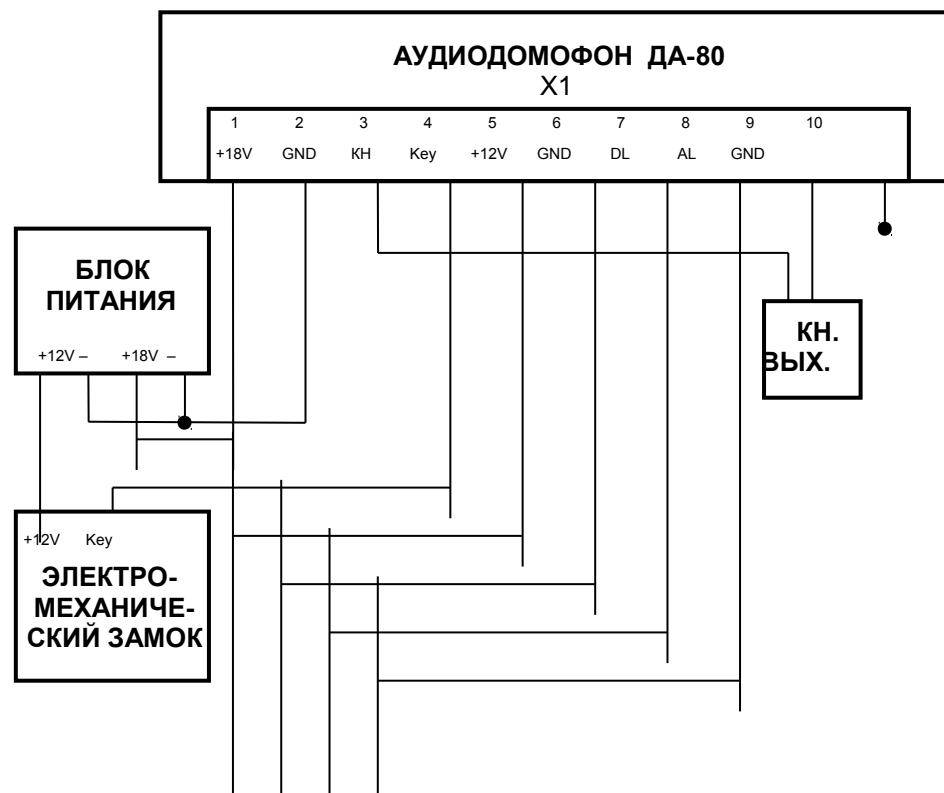 АУДИОДОМОФОН ДА-80
X1
1 2 3 4 5 6 7 8 9 10
+18V GND КН Key +12V GND DL AL GND
БЛОК
ПИТАНИЯ
+12V – +18V –
КН.
ВЫХ.
+12V Key
ЭЛЕКТРО-
МЕХАНИЧЕ-
СКИЙ ЗАМОК